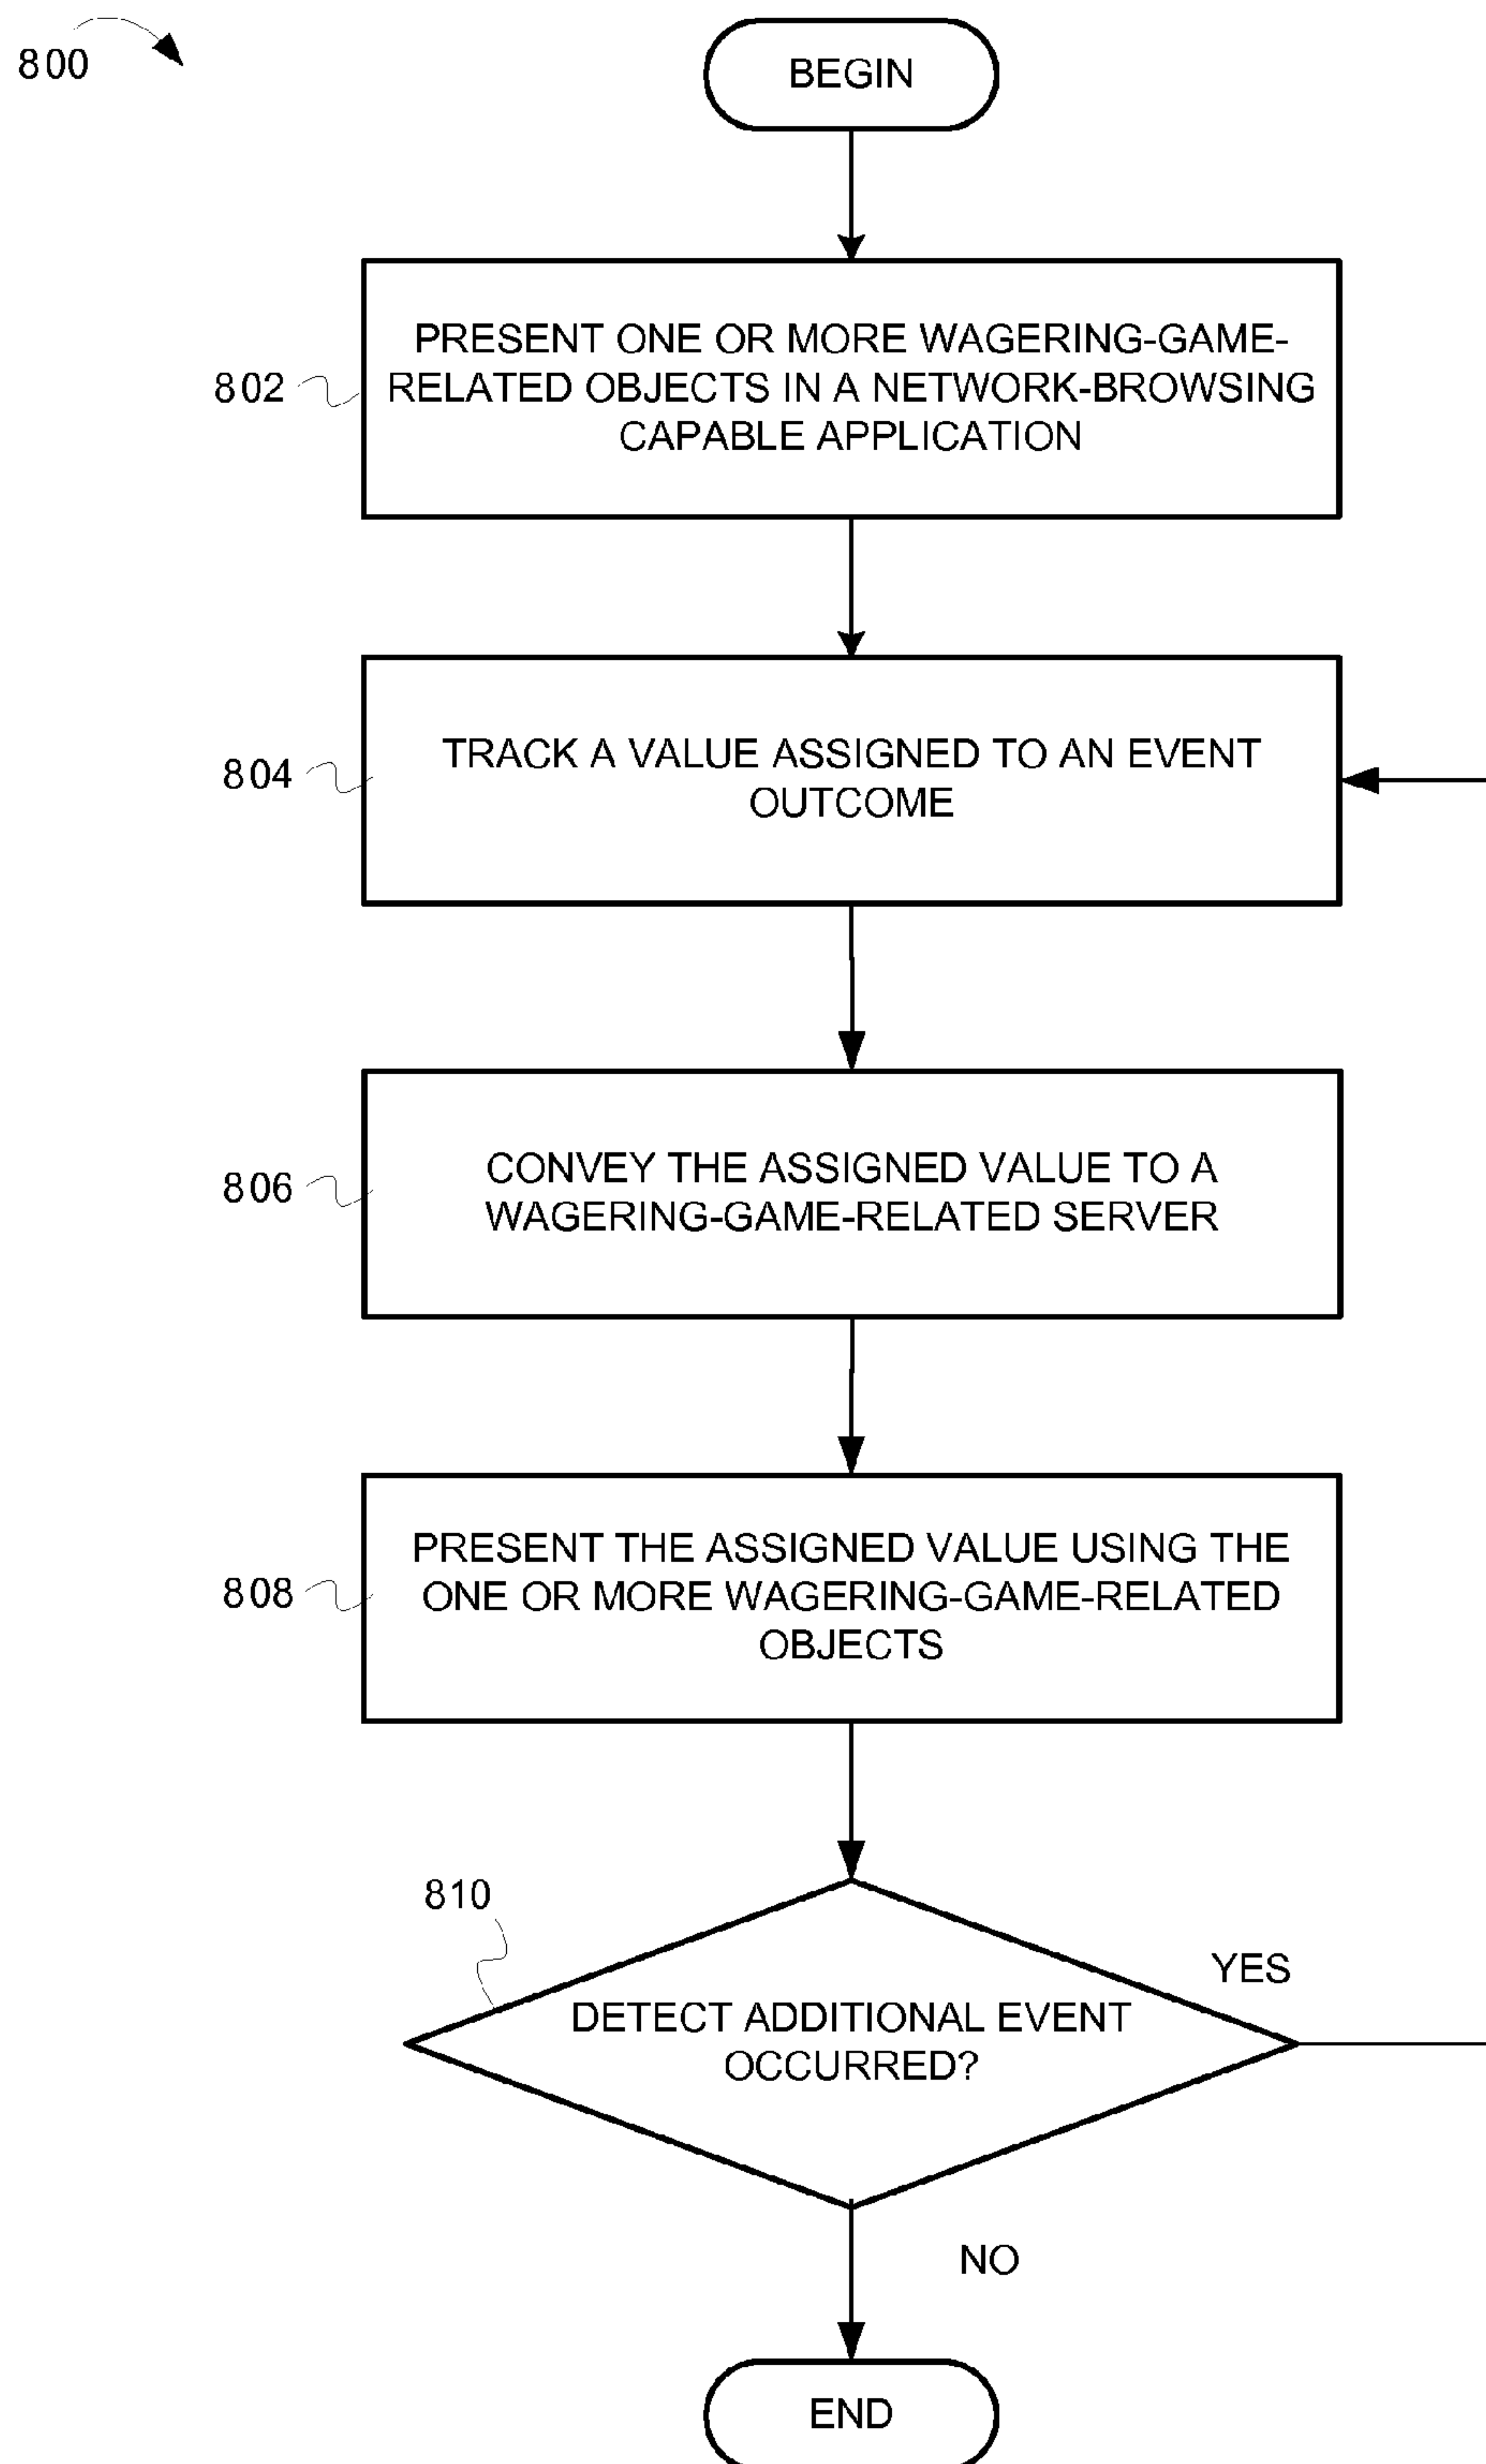 800
BEGIN
PRESENT ONE OR MORE WAGERING-GAME-
RELATED OBJECTS IN A NETWORK-BROWSING
CAPABLE APPLICATION
802
TRACK A VALUE ASSIGNED TO AN EVENT
OUTCOME
804
CONVEY THE ASSIGNED VALUE TO A
WAGERING-GAME-RELATED SERVER
806
PRESENT THE ASSIGNED VALUE USING THE
ONE OR MORE WAGERING-GAME-RELATED
OBJECTS
808
810
DETECT ADDITIONAL EVENT
OCCURRED?
YES
NO
END